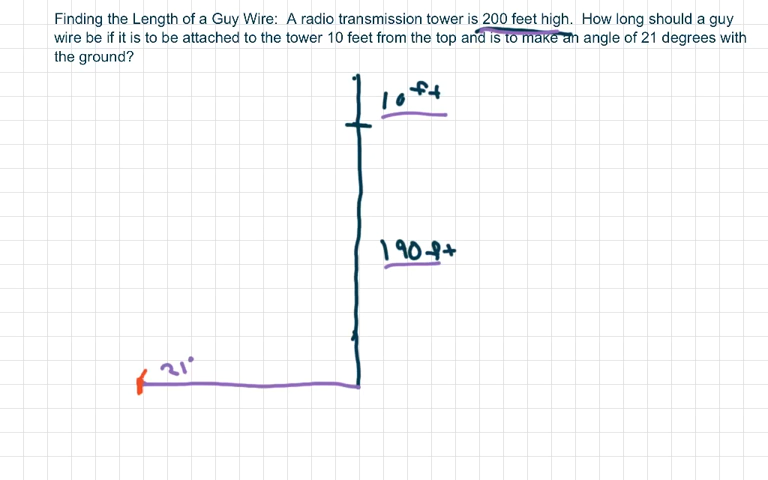 Finding the Length of a Guy Wire: A radio transmission tower is 200 feet high. How long should a guy
wire be if it is to be attached to the tower 10 feet from the top and is to make an angle of 21 degrees with
the ground?
10 ft
190 ft
21°